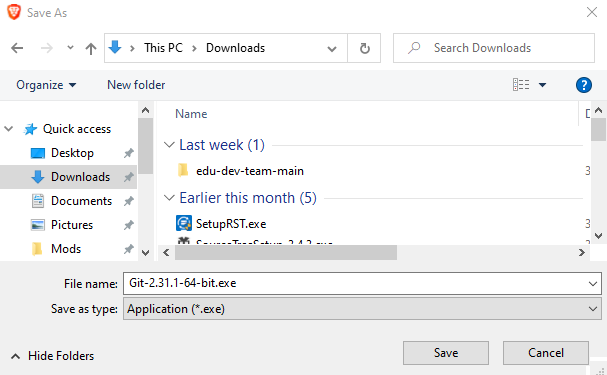 Save As
This PC
Downloads
Search Downloads
Organize
New folder
?
Name
Quick access
Desktop
Downloads
Documents
Pictures
Mods
Last week (1)
edu-dev-team-main
3
Earlier this month (5)
SetupRST.exe
3
File name: Git-2.31.1-64-bit.exe
Save as type: Application (*.exe)
Hide Folders
Save
Cancel